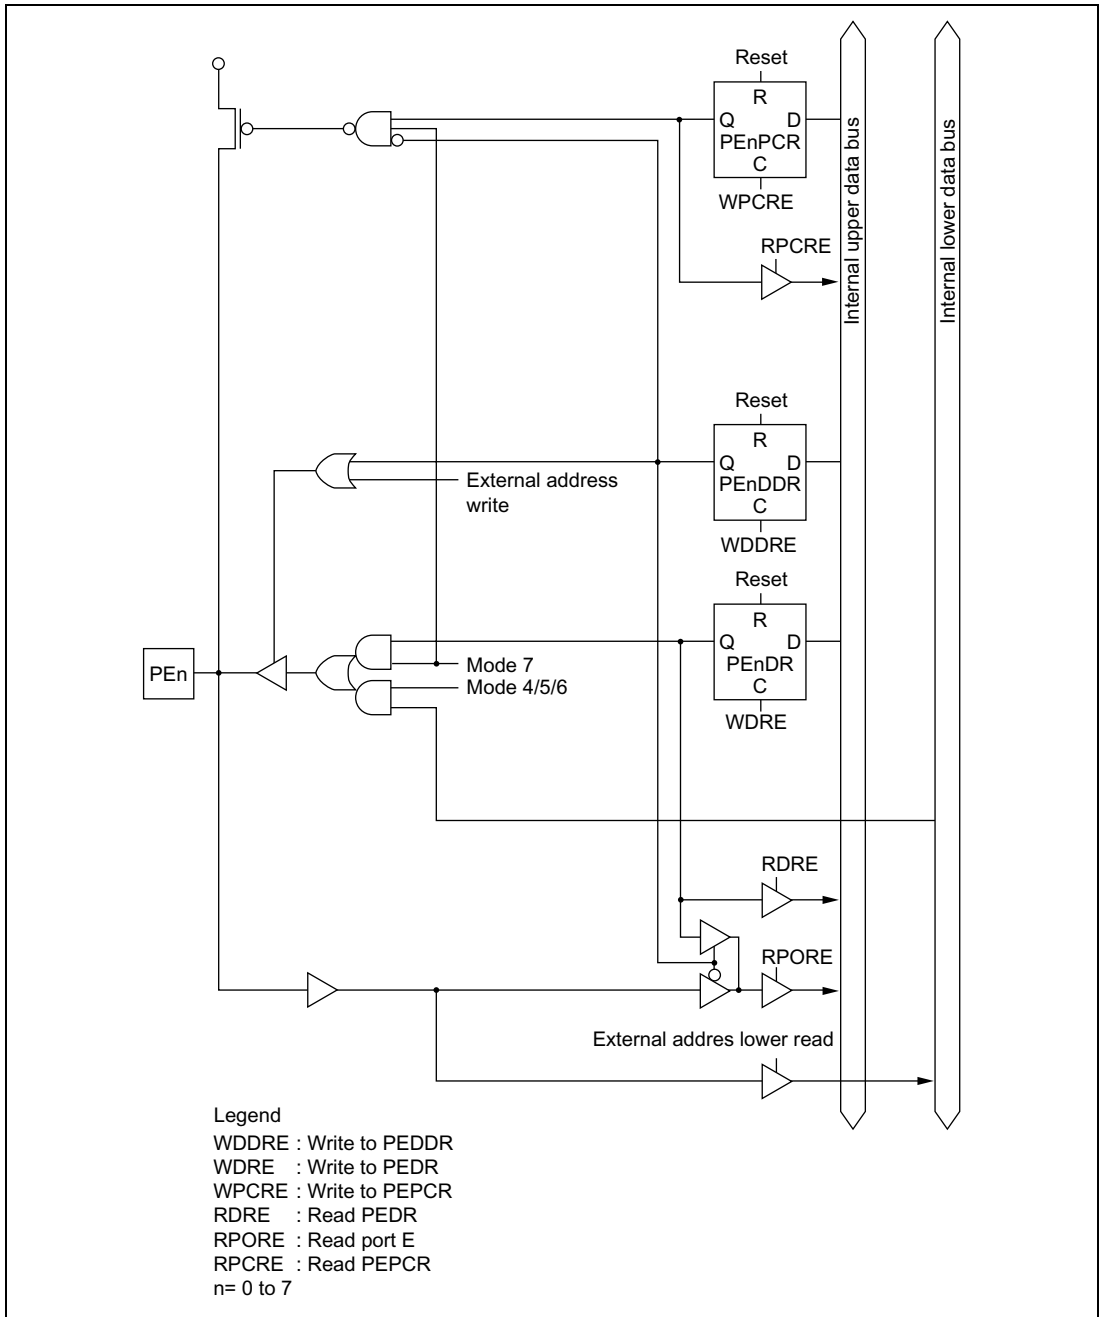 Reset
R
Q D
PEnPCR
C
WPCRE
RPCRE
Internal upper data bus
Internal lower data bus
Reset
R
Q D
PEnDDR
C
WDDRE
External address
write
Reset
R
Q D
PEnDR
C
WDRE
PEn
Mode 7
Mode 4/5/6
RDRE
RPORE
External addres lower read
Legend
WDDRE : Write to PEDDR
WDRE : Write to PEDR
WPCRE : Write to PEPCR
RDRE : Read PEDR
RPORE : Read port E
RPCRE : Read PEPCR
n= 0 to 7